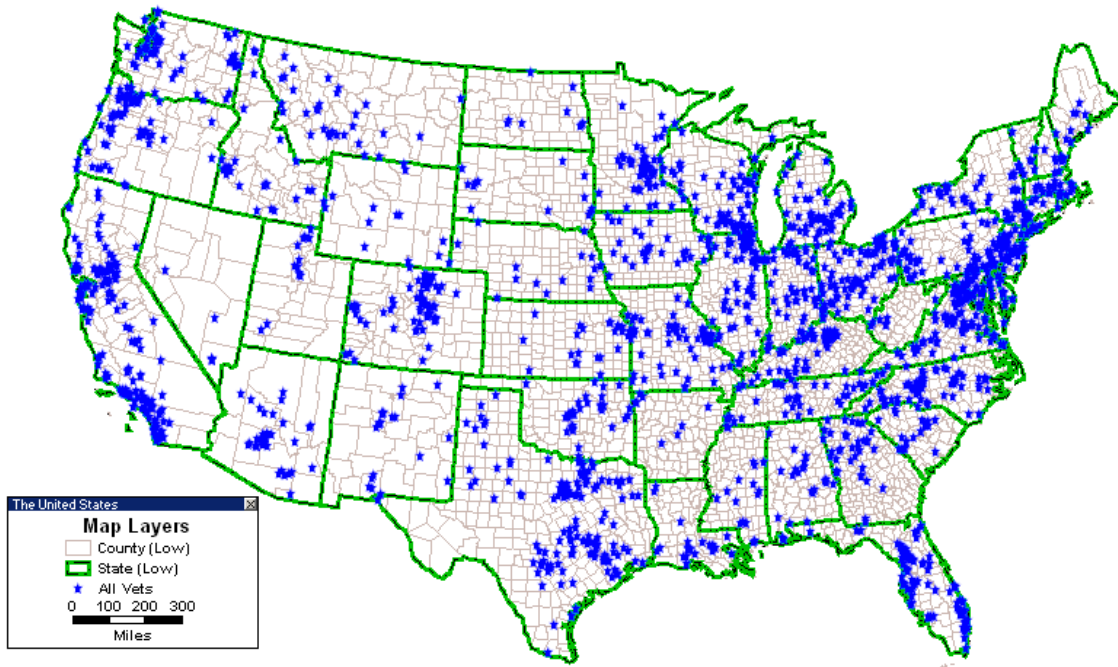 The United States
Map Layers
County (Low)
State (Low)
All Vets
0 100 200 300
Miles